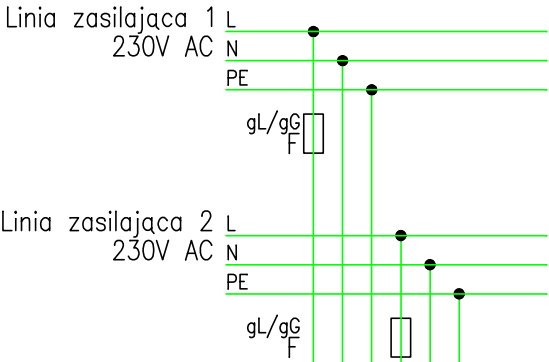 Linia zasilająca 1 L
230V AC N
PE
gL/gG
F
Linia zasilająca 2 L
230V AC N
PE
gL/gG
F